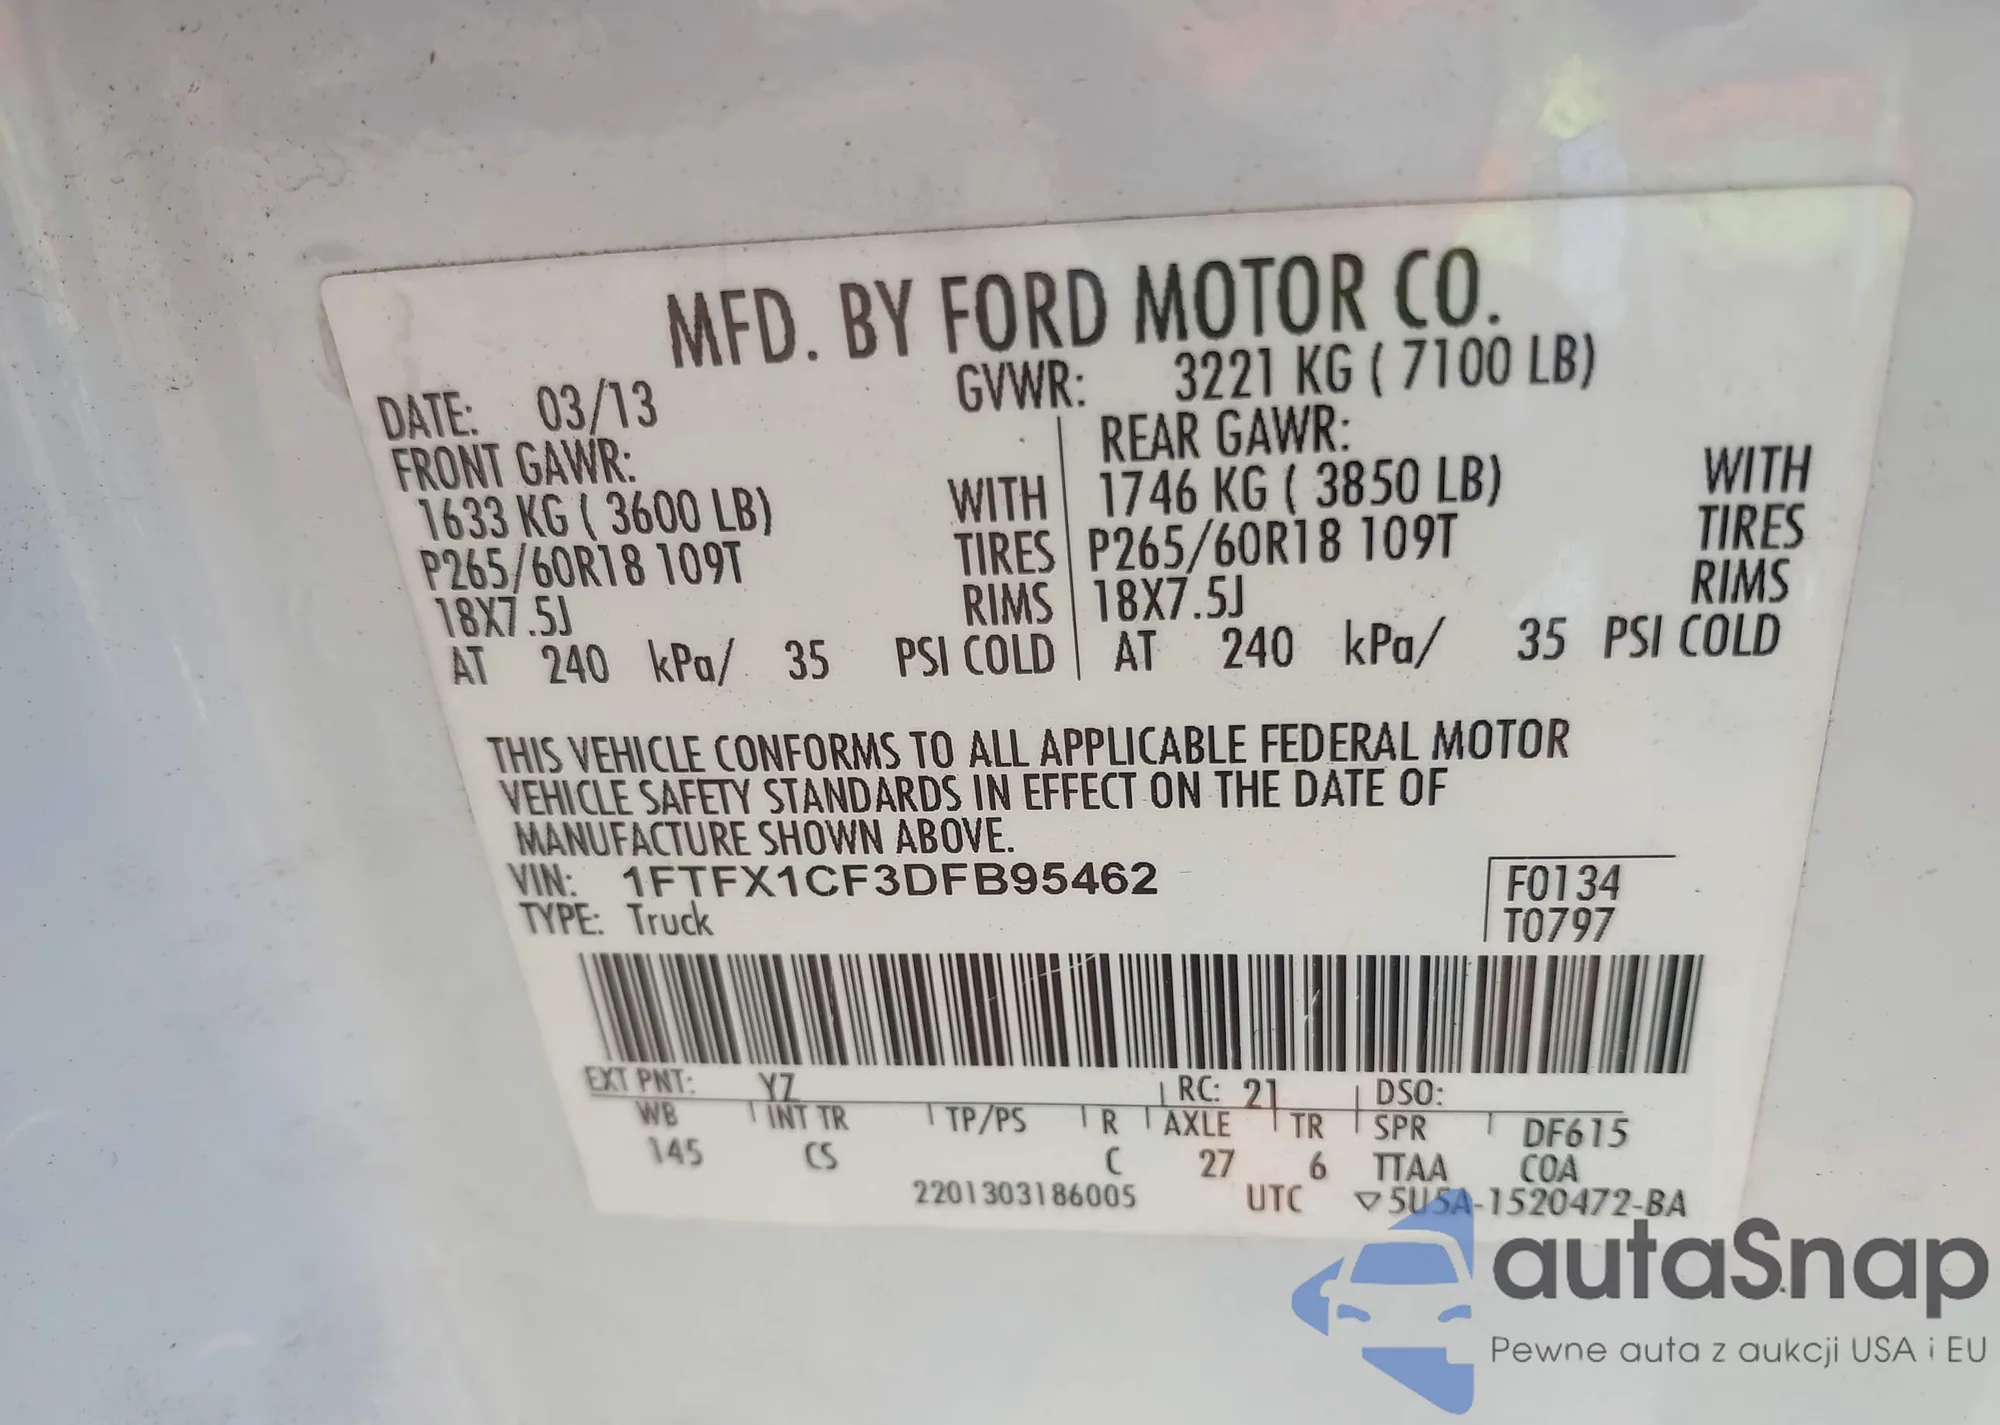 MFD. BY FORD MOTOR CO.
DATE: 03/13 GVWR: 3221 KG ( 7100 LB)
FRONT GAWR: REAR GAWR:
1633 KG ( 3600 LB) WITH 1746 KG ( 3850 LB) WITH
P265/60R18 109T TIRES P265/60R18 109T TIRES
18X7.5J RIMS 18X7.5J RIMS
AT 240 kPa/ 35 PSI COLD AT 240 kPa/ 35 PSI COLD
THIS VEHICLE CONFORMS TO ALL APPLICABLE FEDERAL MOTOR
VEHICLE SAFETY STANDARDS IN EFFECT ON THE DATE OF
MANUFACTURE SHOWN ABOVE.
VIN: 1FTFX1CF3DFB95462 F0134
TYPE: Truck T0797
EXT PNT: YZ RC: 21 DSO:
WB INT TR TP/PS R AXLE TR SPR DF615
145 CS C 27 6 TTAA COA
2201303186005 UTC ▽5U5A-1520472-BA
autaSnap
Pewne auta z aukcji USA i EU